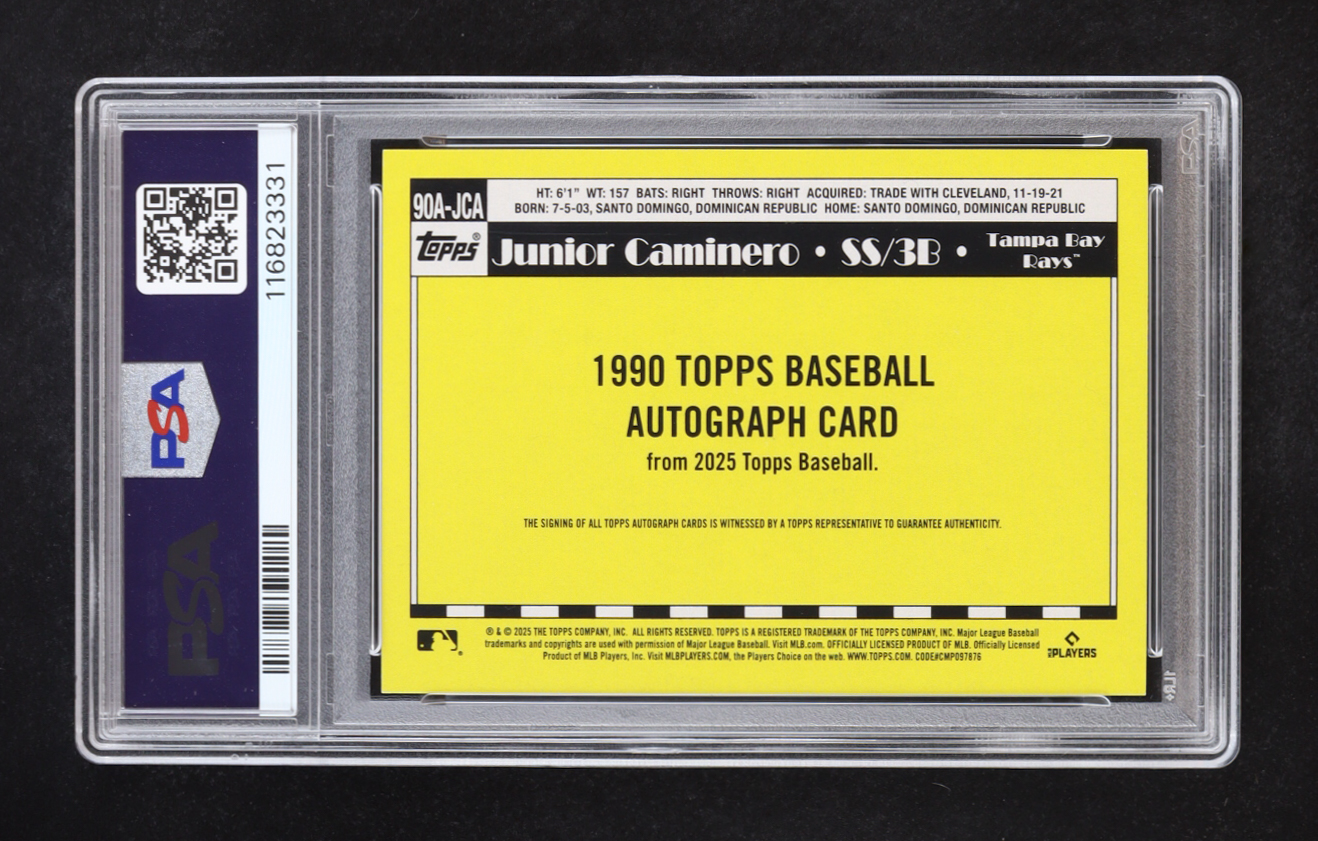 116823331
PSA
PSA
90A-JCA
HT: 6'1" WT: 157 BATS: RIGHT THROWS: RIGHT ACQUIRED: TRADE WITH CLEVELAND, 11-19-21
BORN: 7-5-03, SANTO DOMINGO, DOMINICAN REPUBLIC HOME: SANTO DOMINGO, DOMINICAN REPUBLIC
topps®
Junior Caminero • SS/3B •
Tampa Bay
Rays™
1990 TOPPS BASEBALL
AUTOGRAPH CARD
from 2025 Topps Baseball.
THE SIGNING OF ALL TOPPS AUTOGRAPH CARDS IS WITNESSED BY A TOPPS REPRESENTATIVE TO GUARANTEE AUTHENTICITY.
® & © 2025 THE TOPPS COMPANY, INC. ALL RIGHTS RESERVED. TOPPS IS A REGISTERED TRADEMARK OF THE TOPPS COMPANY, INC. Major League Baseball
trademarks and copyrights are used with permission of Major League Baseball. Visit MLB.com. OFFICIALLY LICENSED PRODUCT OF MLB. Officially Licensed
Product of MLB Players, Inc. Visit MLBPLAYERS.COM, the Players Choice on the web. WWW.TOPPS.COM. CODE#CMP097876
MLB PLAYERS
PSA